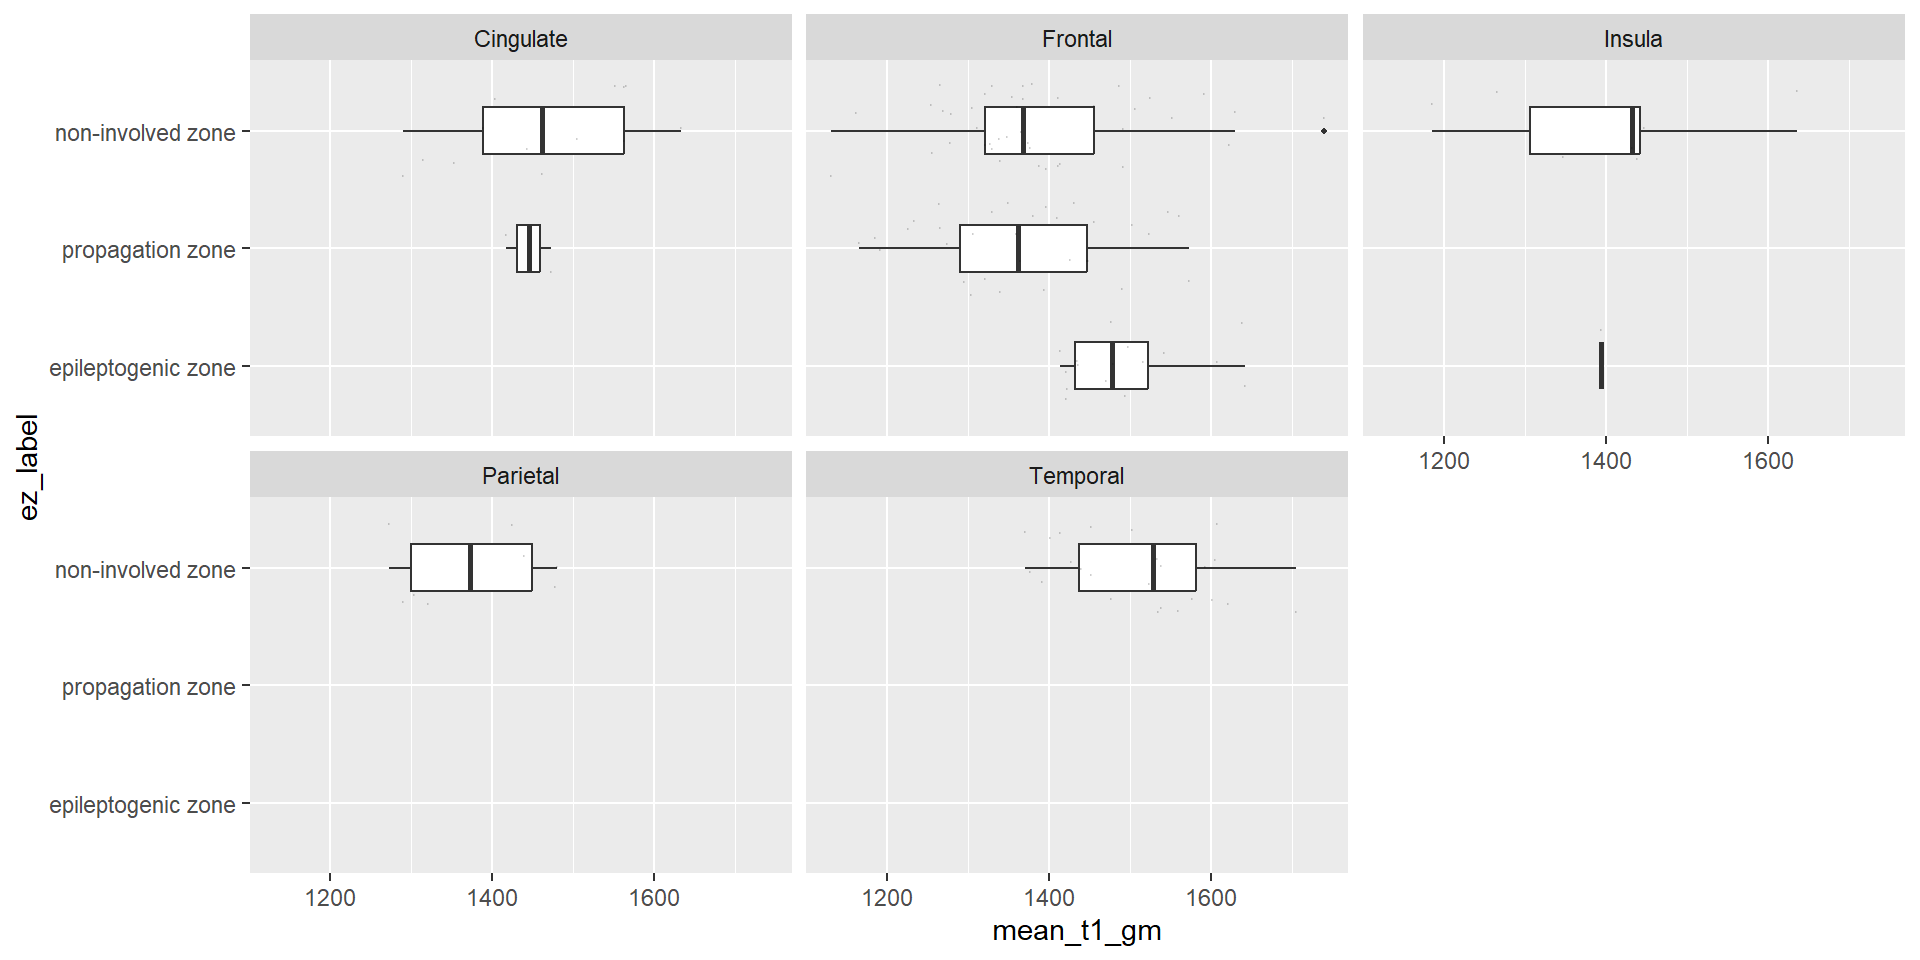 Cingulate
Frontal
Insula
non-involved zone
propagation zone
epileptogenic zone
1200 1400 1600
Parietal
Temporal
non-involved zone
propagation zone
epileptogenic zone
1200 1400 1600
1200 1400 1600
mean_t1_gm
ez_label